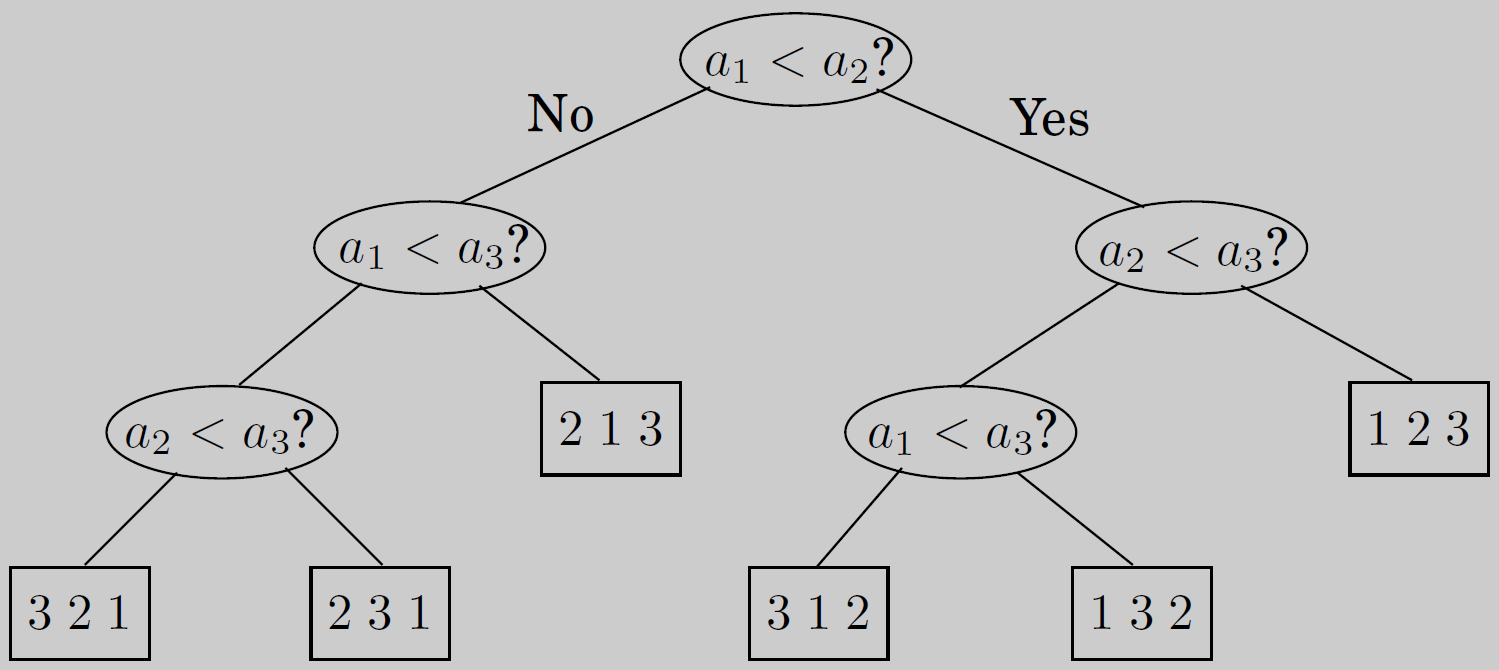 a₁ < a₂?
No
Yes
a₁ < a₃?
a₂ < a₃?
a₂ < a₃?
2 1 3
a₁ < a₃?
1 2 3
3 2 1
2 3 1
3 1 2
1 3 2